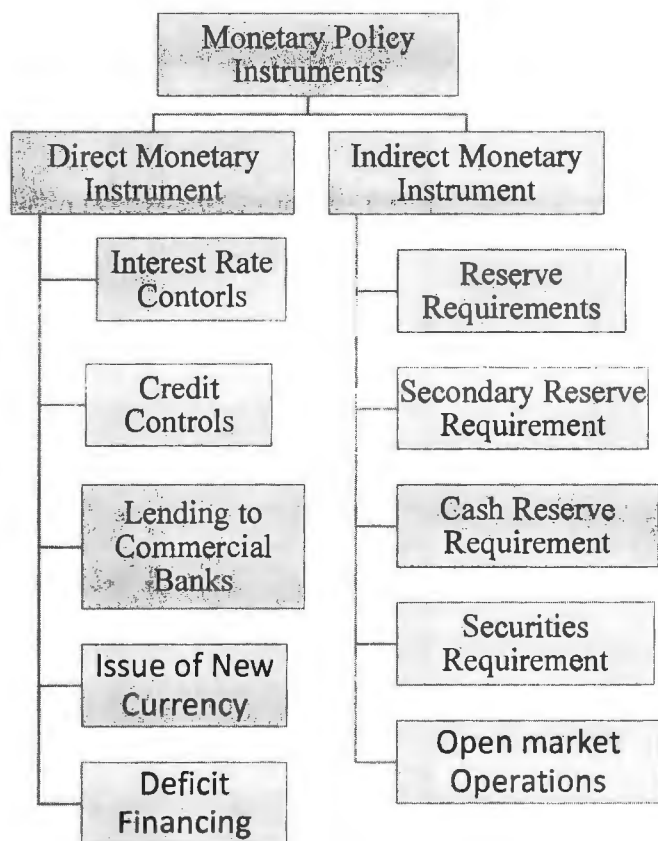 Monetary Policy
Instruments
Direct Monetary
Instrument
Interest Rate
Contorls
Credit
Controls
Lending to
Commercial
Banks
Issue of New
Currency
Deficit
Financing
Indirect Monetary
Instrument
Reserve
Requirements
Secondary Reserve
Requirement
Cash Reserve
Requirement
Securities
Requirement
Open market
Operations